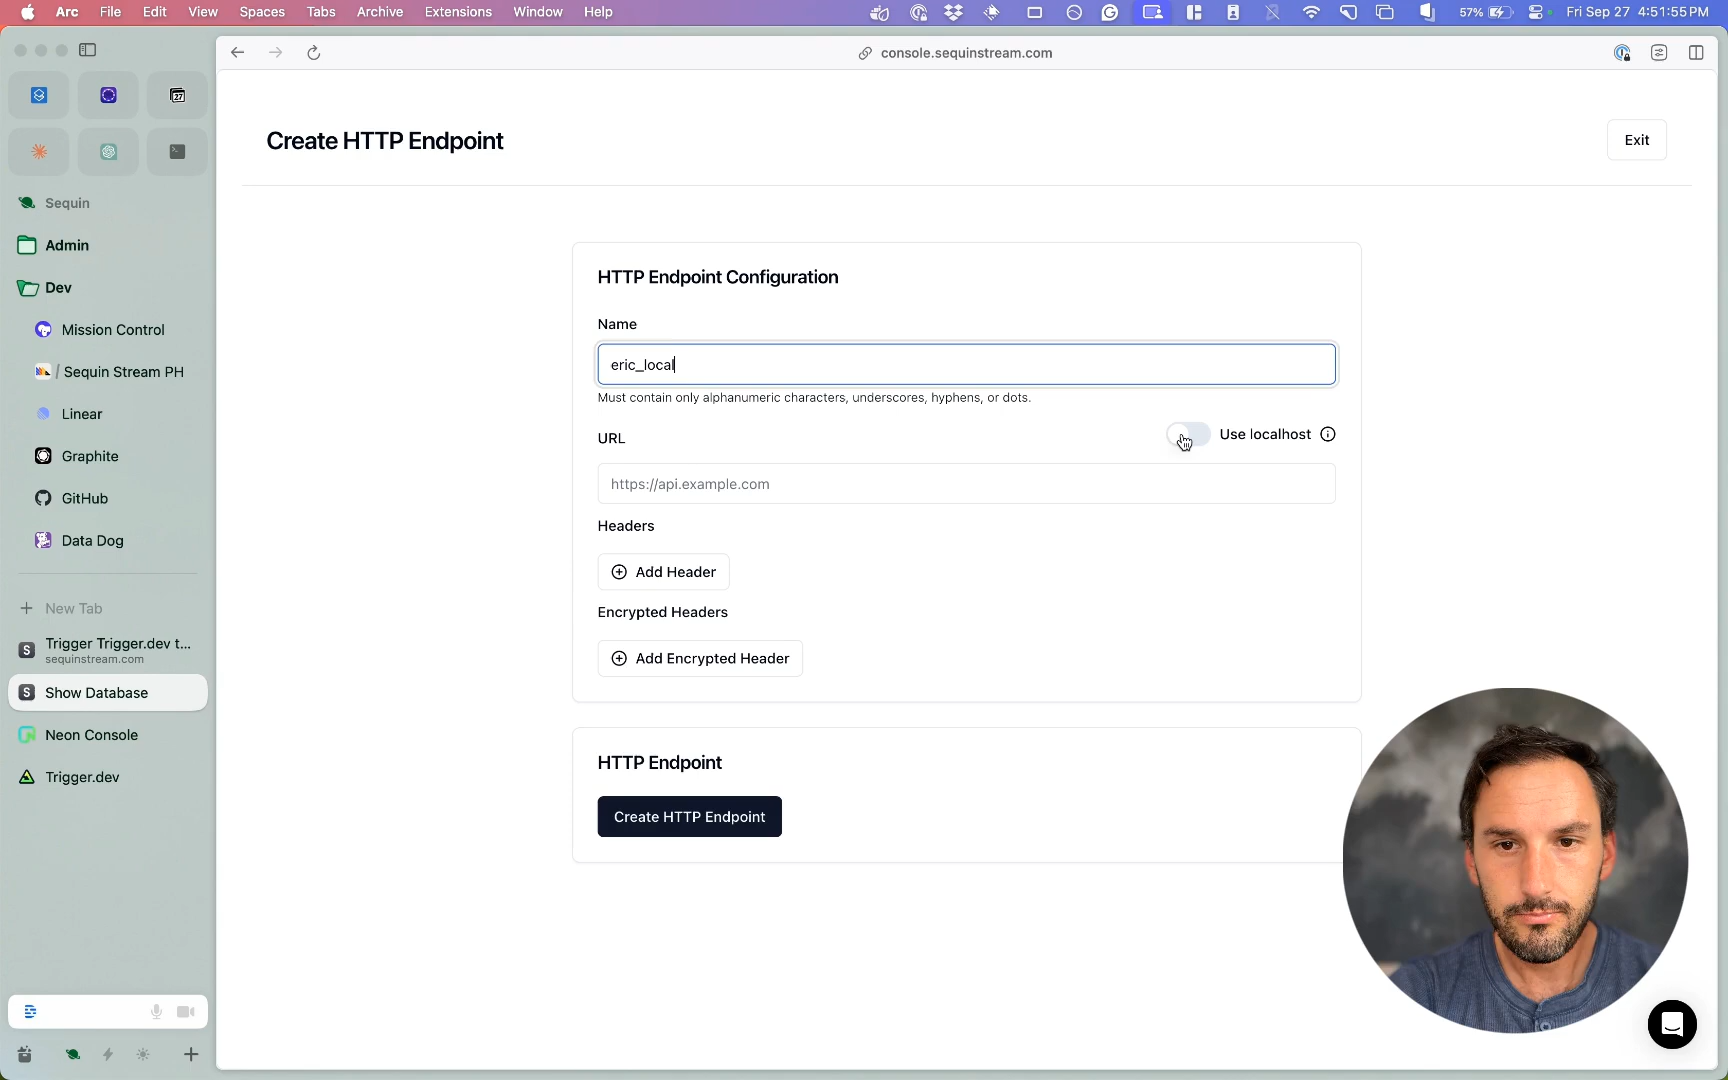 Arc File Edit View Spaces Tabs Archive Extensions Window Help 57% Fri Sep 27 4:51:55 PM
console.sequinstream.com
27
Sequin
Admin
Dev
Mission Control
/ Sequin Stream PH
Linear
Graphite
GitHub
Data Dog
New Tab
S Trigger Trigger.dev t...
sequinstream.com
S Show Database
Neon Console
Trigger.dev
Create HTTP Endpoint
Exit
HTTP Endpoint Configuration
Name
eric_local
Must contain only alphanumeric characters, underscores, hyphens, or dots.
URL
Use localhost
https://api.example.com
Headers
Add Header
Encrypted Headers
Add Encrypted Header
HTTP Endpoint
Create HTTP Endpoint